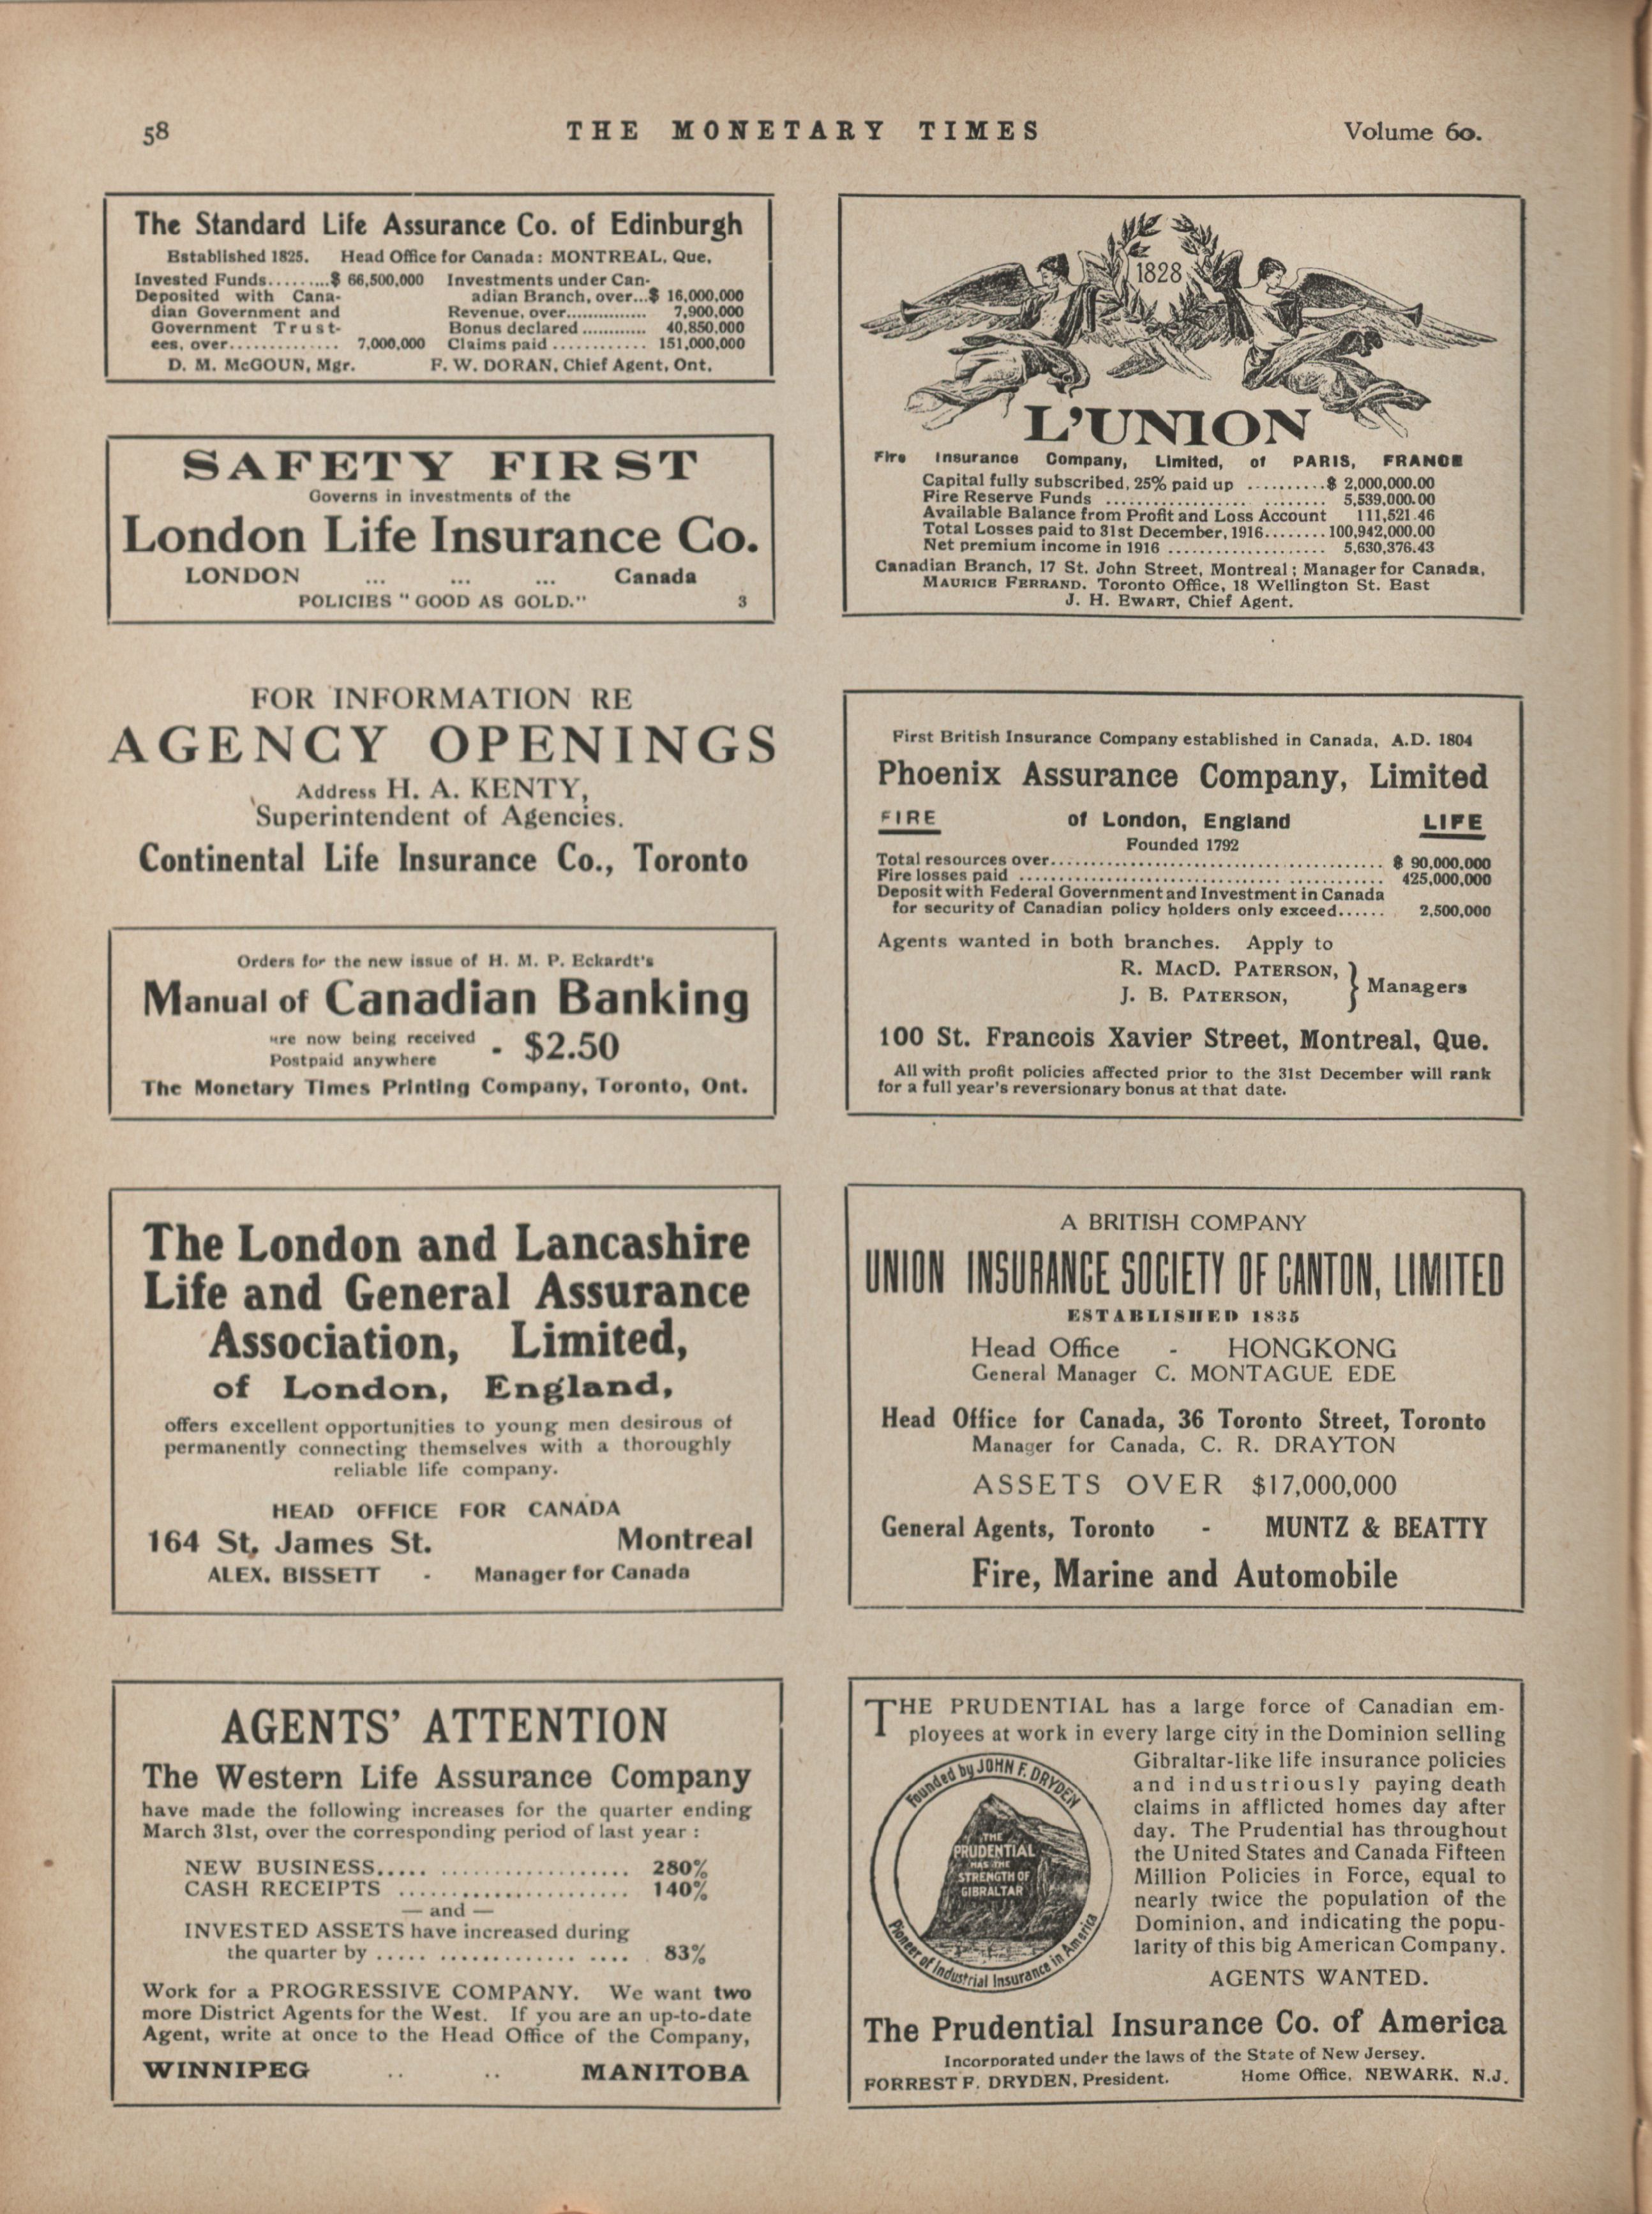 58
THE MONETARY TIMES
Volume 60.
The Standard Life Assurance Co. of Edinburgh
Established 1825. Head Office for Canada: MONTREAL, Que,
Invested Funds.........$ 66,500,000
Deposited with Cana-
dian Government and
Government Trust-
ees, over.............. 7,000,000
Investments under Can-
adian Branch, over...$ 16,000,000
Revenue, over............... 7,900,000
Bonus declared ............ 40,850,000
Claims paid ............ 151,000,000
D. M. McGOUN, Mgr. F. W. DORAN, Chief Agent, Ont.
SAFETY FIRST
Governs in investments of the
London Life Insurance Co.
LONDON ... ... ... Canada
POLICIES "GOOD AS GOLD." 3
FOR INFORMATION RE
AGENCY OPENINGS
Address H. A. KENTY,
Superintendent of Agencies.
Continental Life Insurance Co., Toronto
Orders for the new issue of H. M. P. Eckardt's
Manual of Canadian Banking
are now being received
Postpaid anywhere - $2.50
The Monetary Times Printing Company, Toronto, Ont.
The London and Lancashire
Life and General Assurance
Association, Limited,
of London, England,
offers excellent opportunities to young men desirous of
permanently connecting themselves with a thoroughly
reliable life company.
HEAD OFFICE FOR CANADA
164 St. James St. Montreal
ALEX. BISSETT - Manager for Canada
AGENTS' ATTENTION
The Western Life Assurance Company
have made the following increases for the quarter ending
March 31st, over the corresponding period of last year :
NEW BUSINESS..... .................. 280%
CASH RECEIPTS ....................... 140%
— and —
INVESTED ASSETS have increased during
the quarter by ..... ............. .... 83%
Work for a PROGRESSIVE COMPANY. We want two
more District Agents for the West. If you are an up-to-date
Agent, write at once to the Head Office of the Company,
WINNIPEG .. .. MANITOBA
1828
L'UNION
Fire Insurance Company, Limited, of PARIS, FRANCE
Capital fully subscribed, 25% paid up ..........$ 2,000,000.00
Fire Reserve Funds ........................ 5,539,000.00
Available Balance from Profit and Loss Account 111,521.46
Total Losses paid to 31st December, 1916........100,942,000.00
Net premium income in 1916 .................... 5,630,376.43
Canadian Branch, 17 St. John Street, Montreal; Manager for Canada,
MAURICE FERRAND. Toronto Office, 18 Wellington St. East
J. H. EWART, Chief Agent.
First British Insurance Company established in Canada, A.D. 1804
Phoenix Assurance Company, Limited
FIRE of London, England LIFE
Founded 1792
Total resources over............................................ $ 90,000,000
Fire losses paid ................................................ 425,000,000
Deposit with Federal Government and Investment in Canada
for security of Canadian policy holders only exceed...... 2,500,000
Agents wanted in both branches. Apply to
R. MACD. PATERSON,
J. B. PATERSON, } Managers
100 St. Francois Xavier Street, Montreal, Que.
All with profit policies affected prior to the 31st December will rank
for a full year's reversionary bonus at that date.
A BRITISH COMPANY
UNION INSURANCE SOCIETY OF CANTON, LIMITED
ESTABLISHED 1835
Head Office - HONGKONG
General Manager C. MONTAGUE EDE
Head Office for Canada, 36 Toronto Street, Toronto
Manager for Canada, C. R. DRAYTON
ASSETS OVER $17,000,000
General Agents, Toronto - MUNTZ & BEATTY
Fire, Marine and Automobile
THE PRUDENTIAL has a large force of Canadian em-
ployees at work in every large city in the Dominion selling
Gibraltar-like life insurance policies
and industriously paying death
claims in afflicted homes day after
day. The Prudential has throughout
the United States and Canada Fifteen
Million Policies in Force, equal to
nearly twice the population of the
Dominion, and indicating the popu-
larity of this big American Company.
AGENTS WANTED.
Founded by JOHN F. DRYDEN
THE
PRUDENTIAL
HAS THE
STRENGTH OF
GIBRALTAR
Pioneer of Industrial Insurance in America
The Prudential Insurance Co. of America
Incorporated under the laws of the State of New Jersey.
FORREST F. DRYDEN, President. Home Office, NEWARK, N.J.